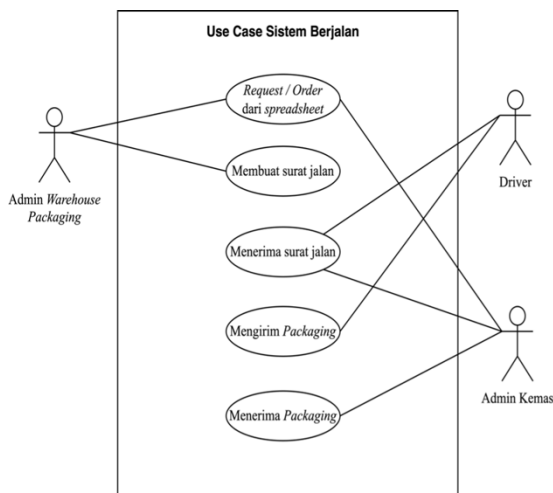 Use Case Sistem Berjalan
Request / Order
dari spreadsheet
Membuat surat jalan
Menerima surat jalan
Mengirim Packaging
Menerima Packaging
Admin Warehouse
Packaging
Driver
Admin Kemas